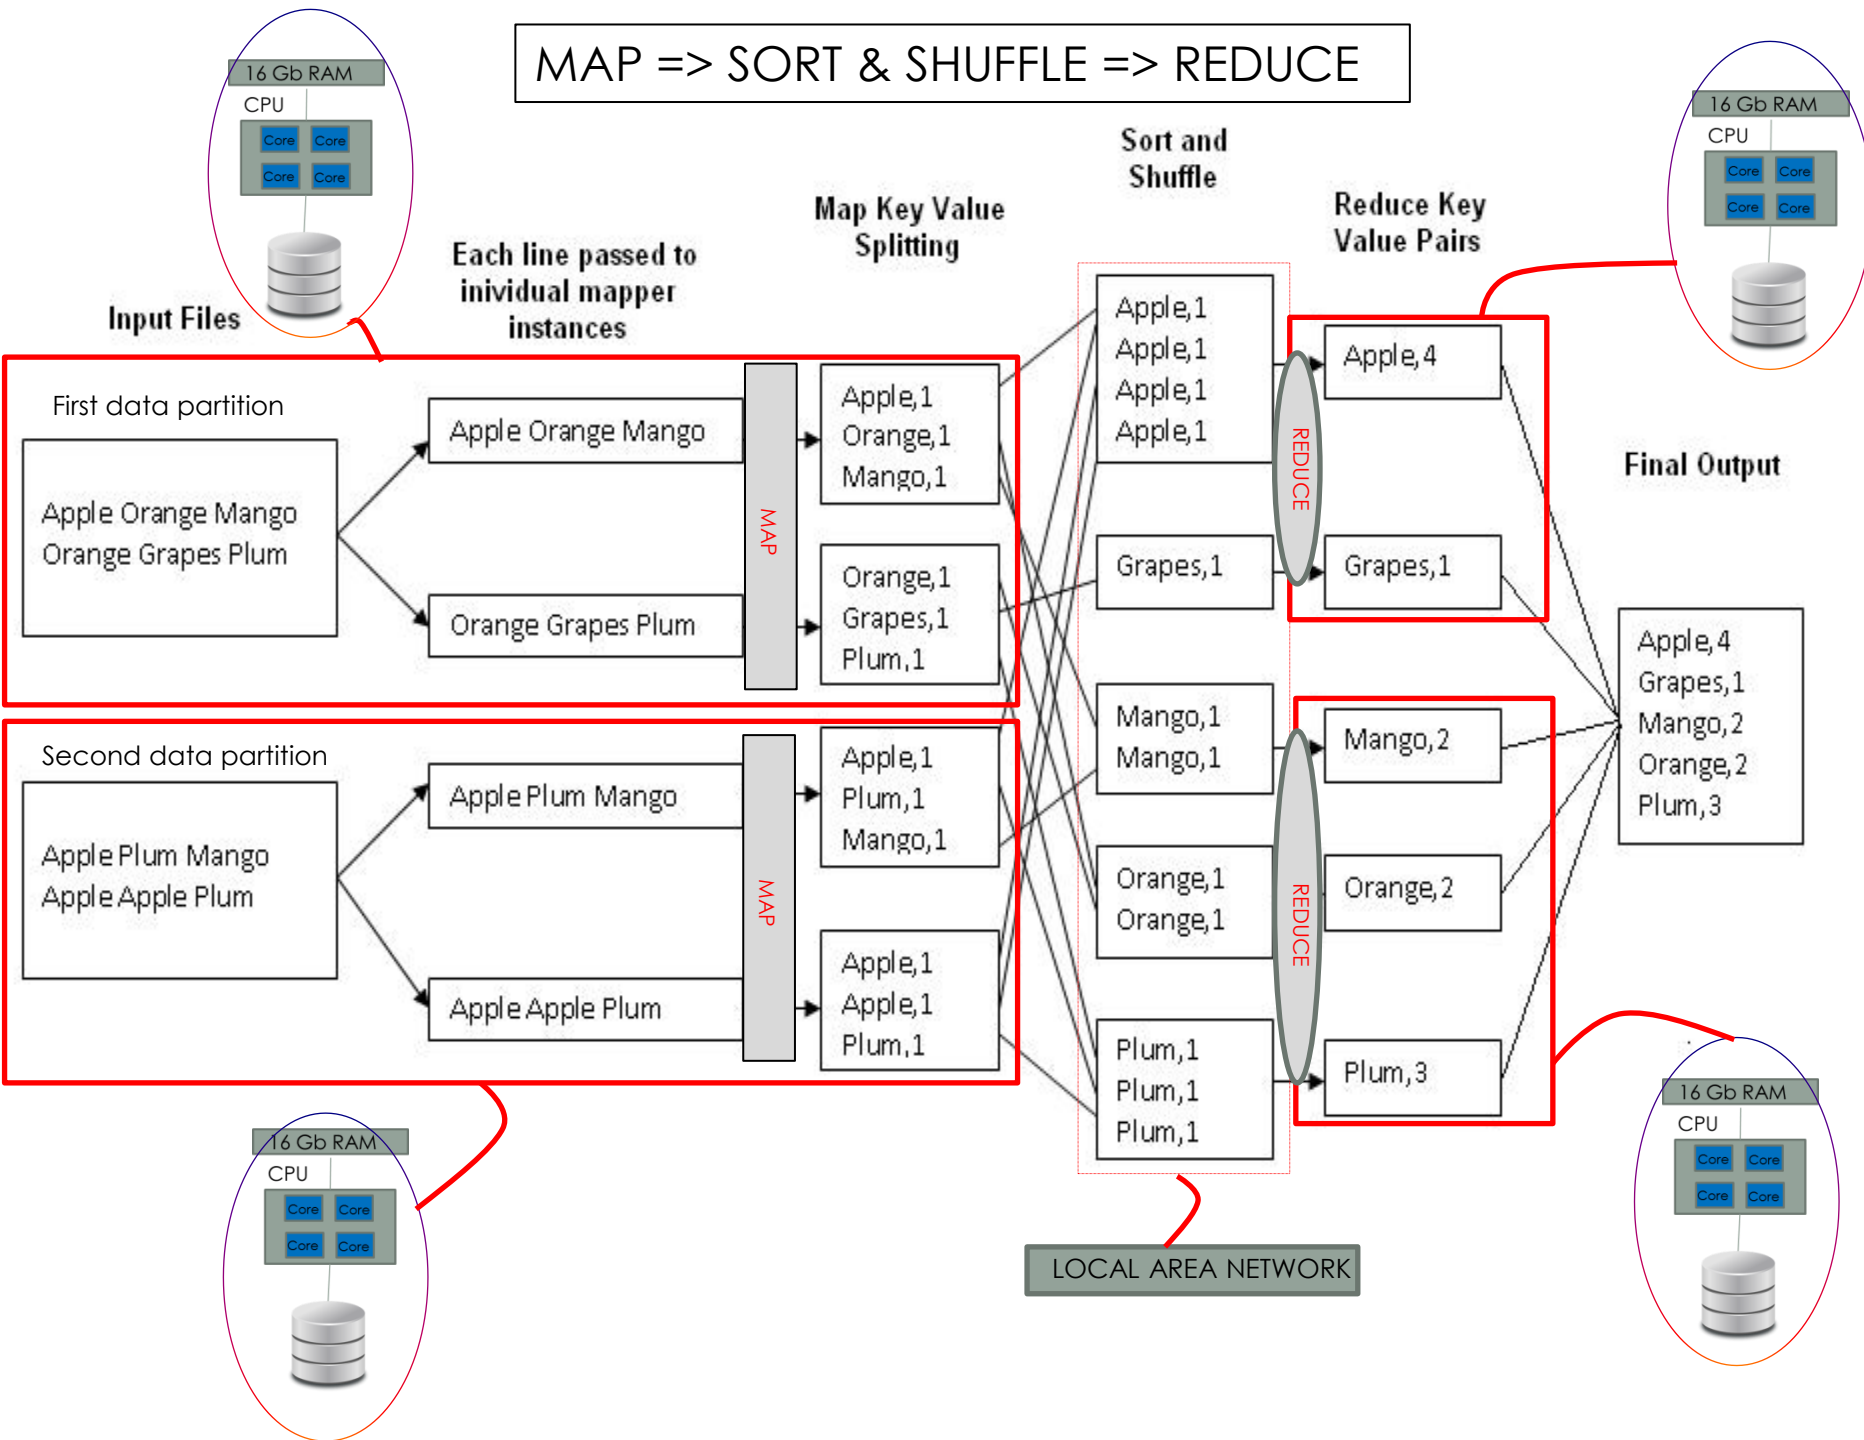 MAP => SORT & SHUFFLE => REDUCE
16 Gb RAM
CPU
Core Core
Core Core
16 Gb RAM
CPU
Core Core
Core Core
Input Files
Each line passed to
inividual mapper
instances
Map Key Value
Splitting
Sort and
Shuffle
Reduce Key
Value Pairs
Final Output
First data partition
Apple Orange Mango
Orange Grapes Plum
Apple Orange Mango
Orange Grapes Plum
MAP
Apple,1
Orange,1
Mango,1
Orange,1
Grapes,1
Plum,1
Second data partition
Apple Plum Mango
Apple Apple Plum
Apple Plum Mango
Apple Apple Plum
MAP
Apple,1
Plum,1
Mango,1
Apple,1
Apple,1
Plum,1
Apple,1
Apple,1
Apple,1
Apple,1
Grapes,1
Mango,1
Mango,1
Orange,1
Orange,1
Plum,1
Plum,1
Plum,1
REDUCE
REDUCE
Apple,4
Grapes,1
Mango,2
Orange,2
Plum,3
Apple,4
Grapes,1
Mango,2
Orange,2
Plum,3
16 Gb RAM
CPU
Core Core
Core Core
LOCAL AREA NETWORK
16 Gb RAM
CPU
Core Core
Core Core